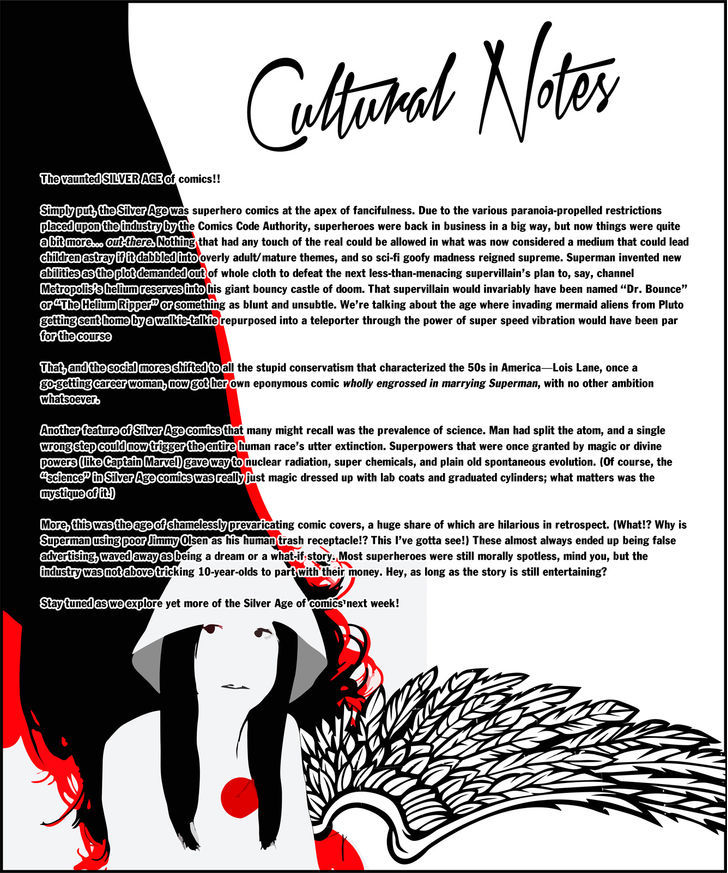 Cultural Notes
The vaunted SILVER AGE of comics!!
Simply put, the Silver Age was superhero comics at the apex of fancifulness. Due to the various paranoia-propelled restrictions
placed upon the industry by the Comics Code Authority, superheroes were back in business in a big way, but now things were quite
a bit more... out-there. Nothing that had any touch of the real could be allowed in what was now considered a medium that could lead
children astray if it dabbled into overly adult/mature themes, and so sci-fi goofy madness reigned supreme. Superman invented new
abilities as the plot demanded out of whole cloth to defeat the next less-than-menacing supervillain's plan to, say, channel
Metropolis's helium reserves into his giant bouncy castle of doom. That supervillain would invariably have been named “Dr. Bounce”
or “The Helium Ripper” or something as blunt and unsubtle. We're talking about the age where invading mermaid aliens from Pluto
getting sent home by a walkie-talkie repurposed into a teleporter through the power of super speed vibration would have been par
for the course
That, and the social mores shifted to all the stupid conservatism that characterized the 50s in America—Lois Lane, once a
go-getting career woman, now got her own eponymous comic wholly engrossed in marrying Superman, with no other ambition
whatsoever.
Another feature of Silver Age comics that many might recall was the prevalence of science. Man had split the atom, and a single
wrong step could now trigger the entire human race's utter extinction. Superpowers that were once granted by magic or divine
powers (like Captain Marvel) gave way to nuclear radiation, super chemicals, and plain old spontaneous evolution. (Of course, the
“science” in Silver Age comics was really just magic dressed up with lab coats and graduated cylinders; what matters was the
mystique of it.)
More, this was the age of shamelessly prevaricating comic covers, a huge share of which are hilarious in retrospect. (What!? Why is
Superman using poor Jimmy Olsen as his human trash receptacle!? This I've gotta see!) These almost always ended up being false
advertising, waved away as being a dream or a what-if story. Most superheroes were still morally spotless, mind you, but the
industry was not above tricking 10-year-olds to part with their money. Hey, as long as the story is still entertaining?
Stay tuned as we explore yet more of the Silver Age of comics next week!